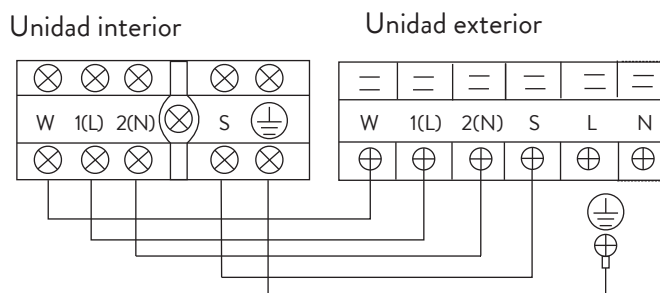 Unidad interior
Unidad exterior
W 1(L) 2(N) S
W 1(L) 2(N) S L N